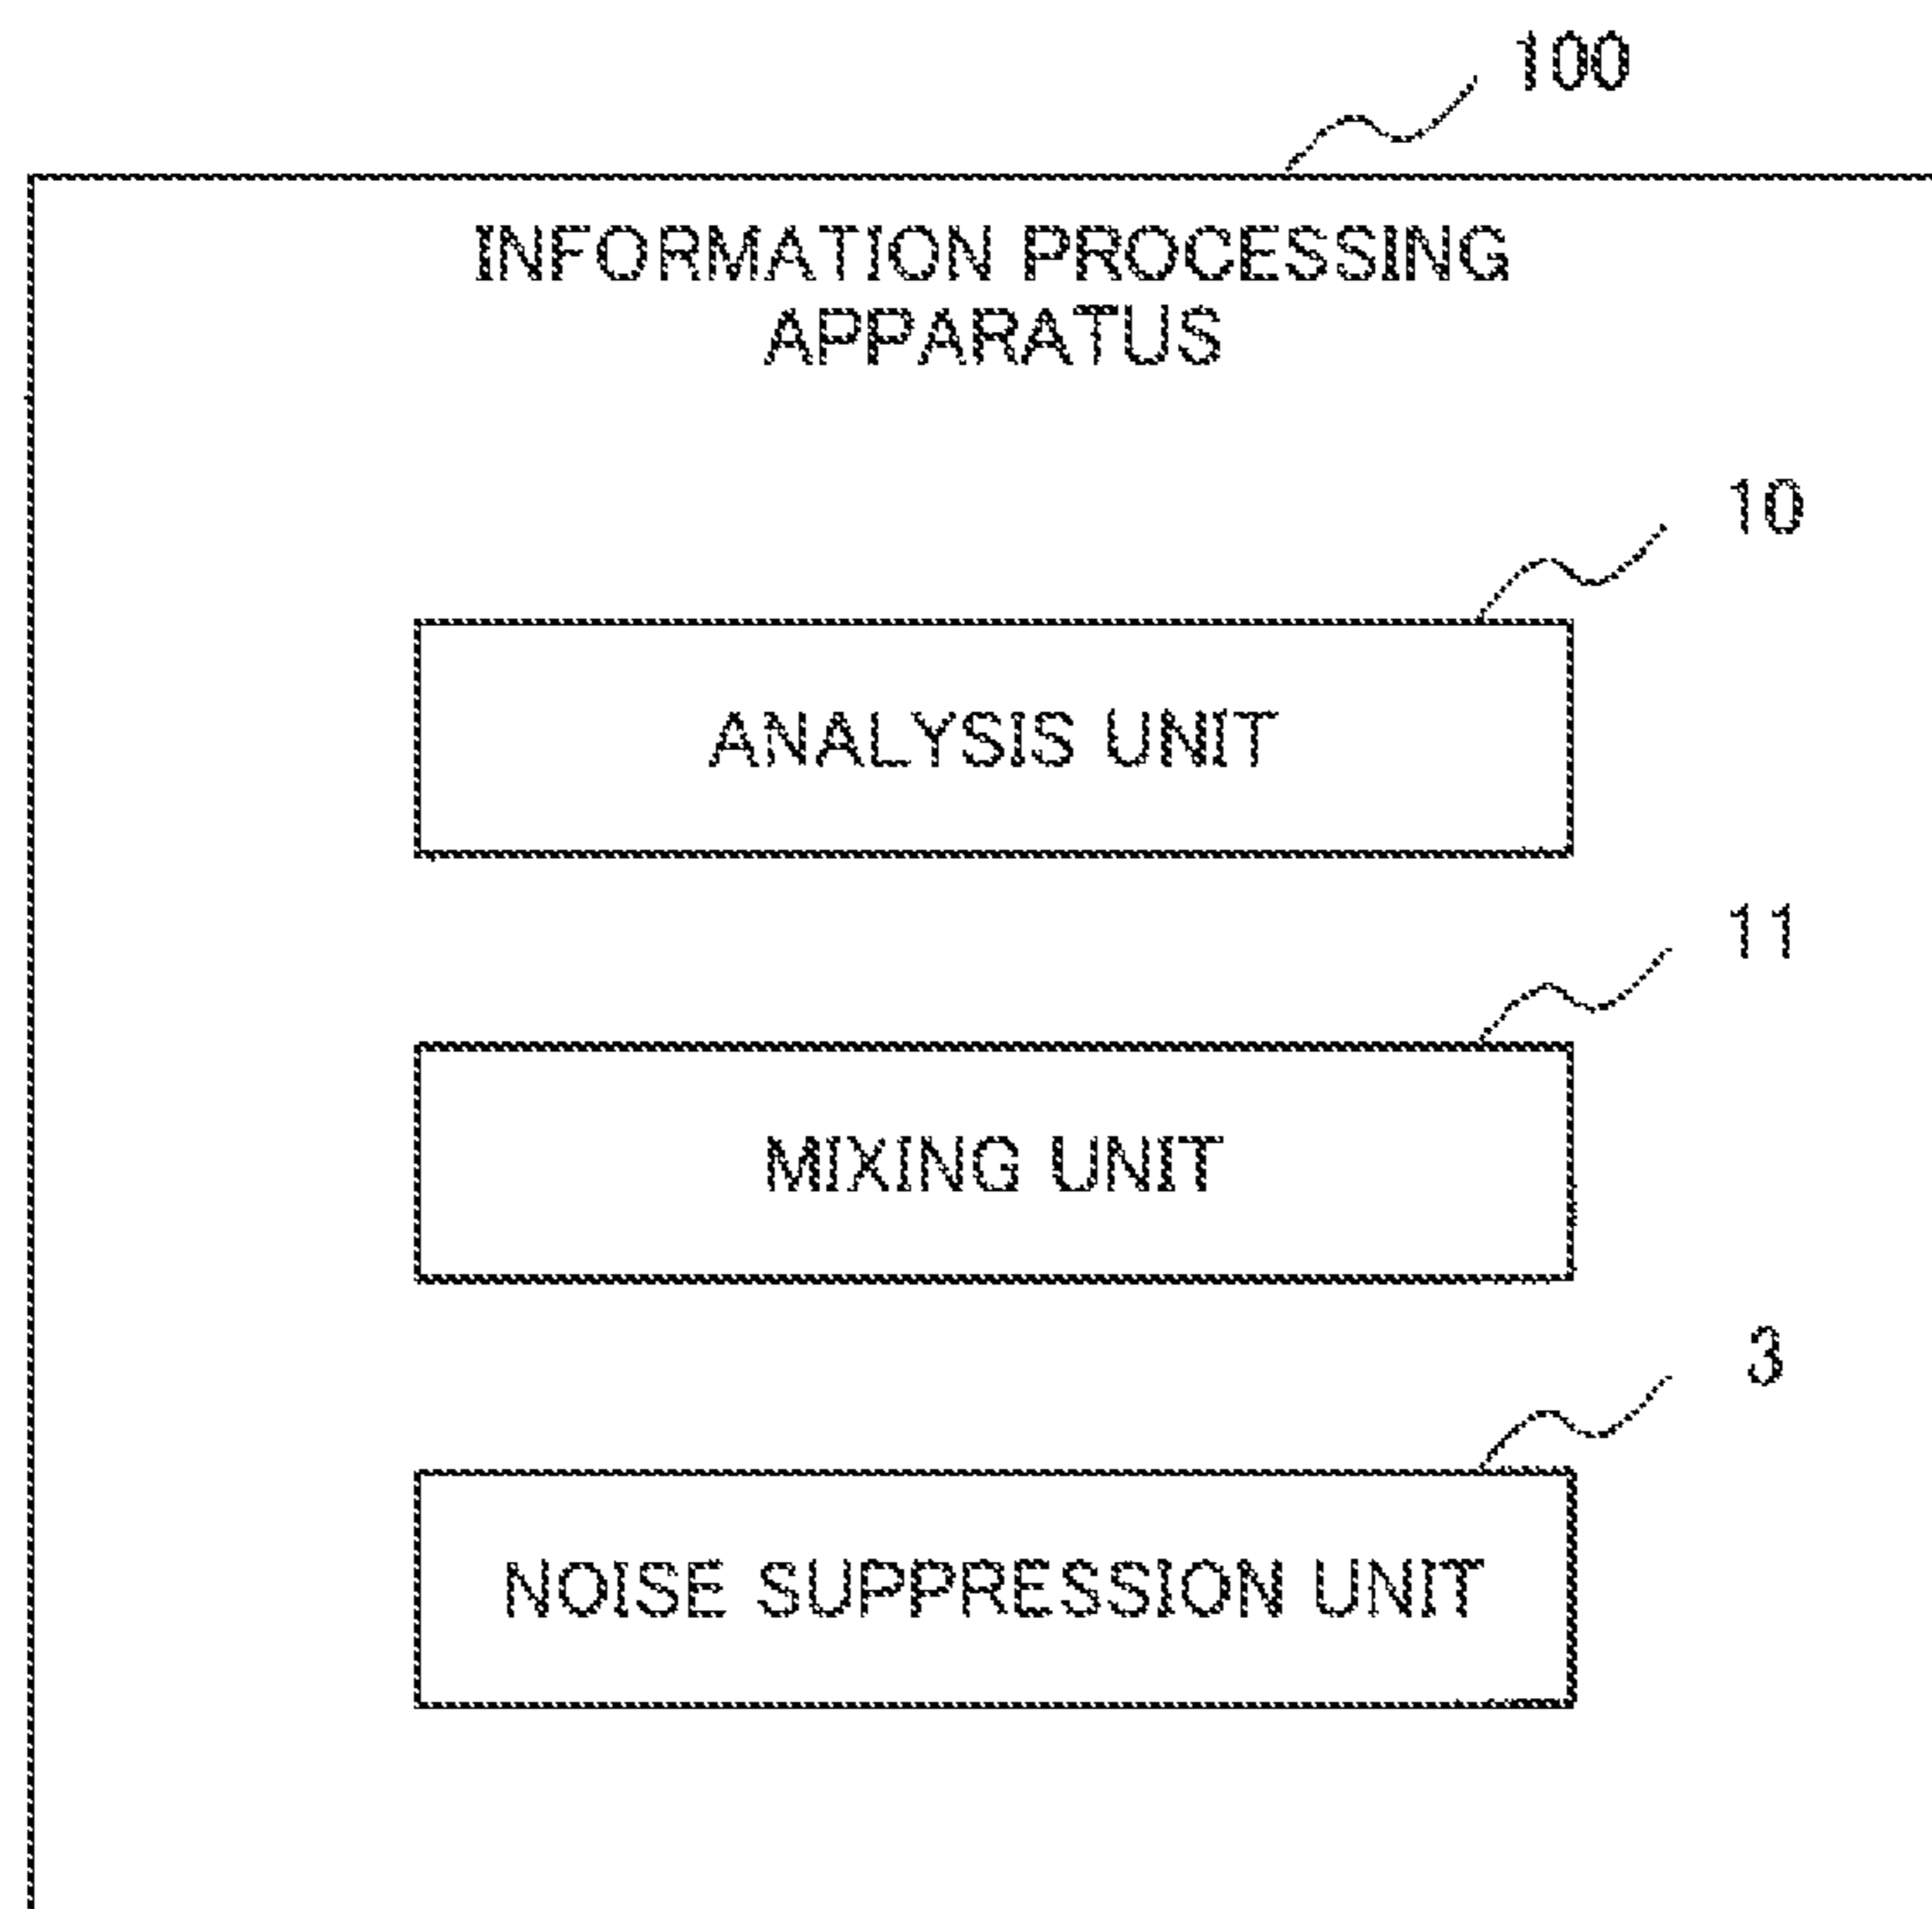 100
INFORMATION PROCESSING
APPARATUS
10
ANALYSIS UNIT
11
MIXING UNIT
3
NOISE SUPPRESSION UNIT